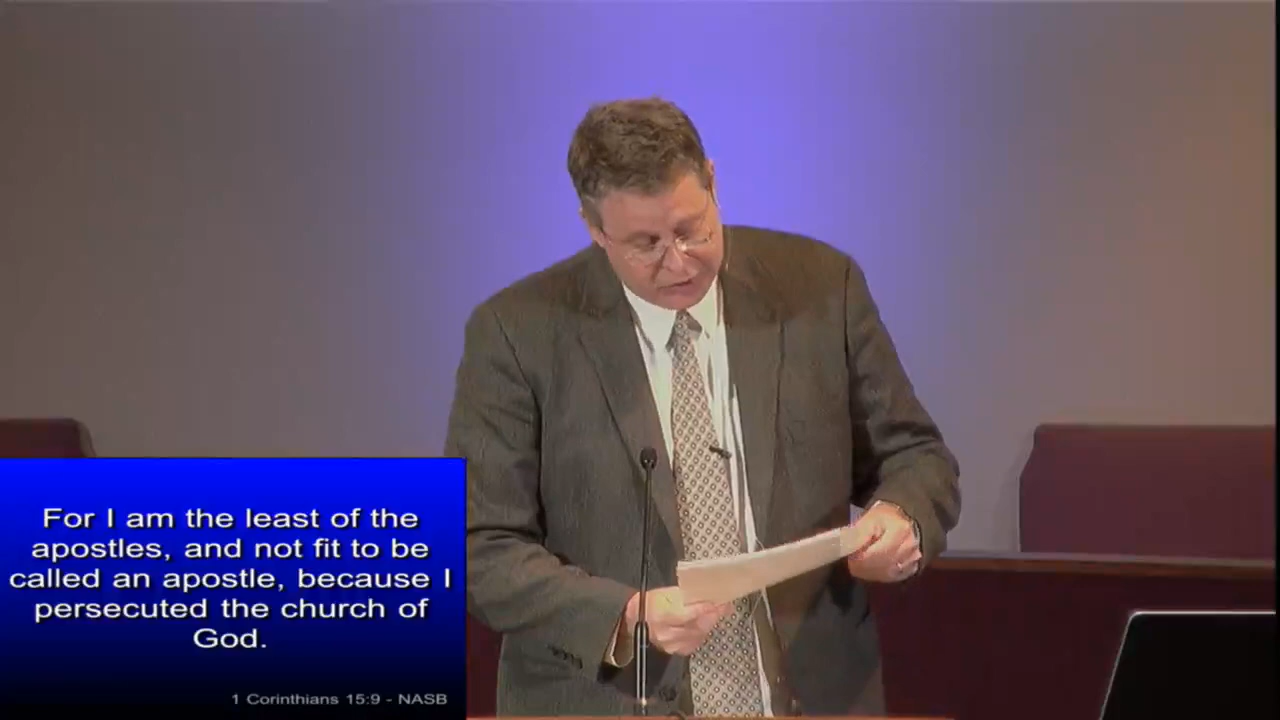 For I am the least of the
apostles, and not fit to be
called an apostle, because I
persecuted the church of
God.
1 Corinthians 15:9 - NASB